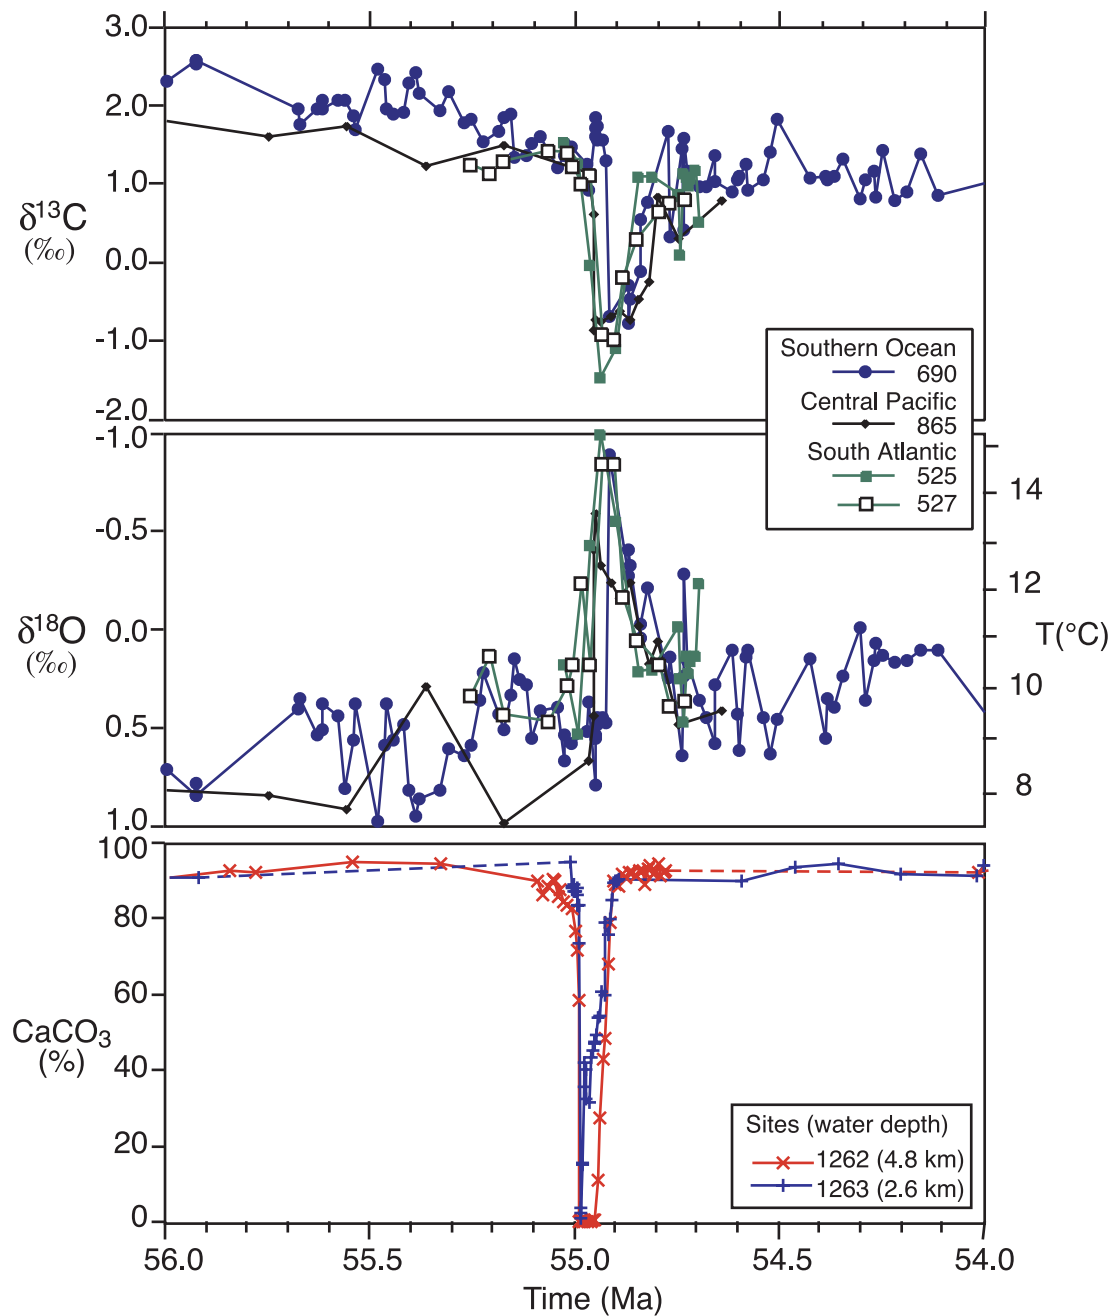 3.0
2.0
1.0
0.0
-1.0
-2.0
δ¹³C
(‰)
Southern Ocean
690
Central Pacific
865
South Atlantic
525
527
-1.0
-0.5
0.0
0.5
1.0
δ¹⁸O
(‰)
14
12
10
8
T(°C)
100
80
60
40
20
0
CaCO₃
(%)
Sites (water depth)
1262 (4.8 km)
1263 (2.6 km)
56.0 55.5 55.0 54.5 54.0
Time (Ma)